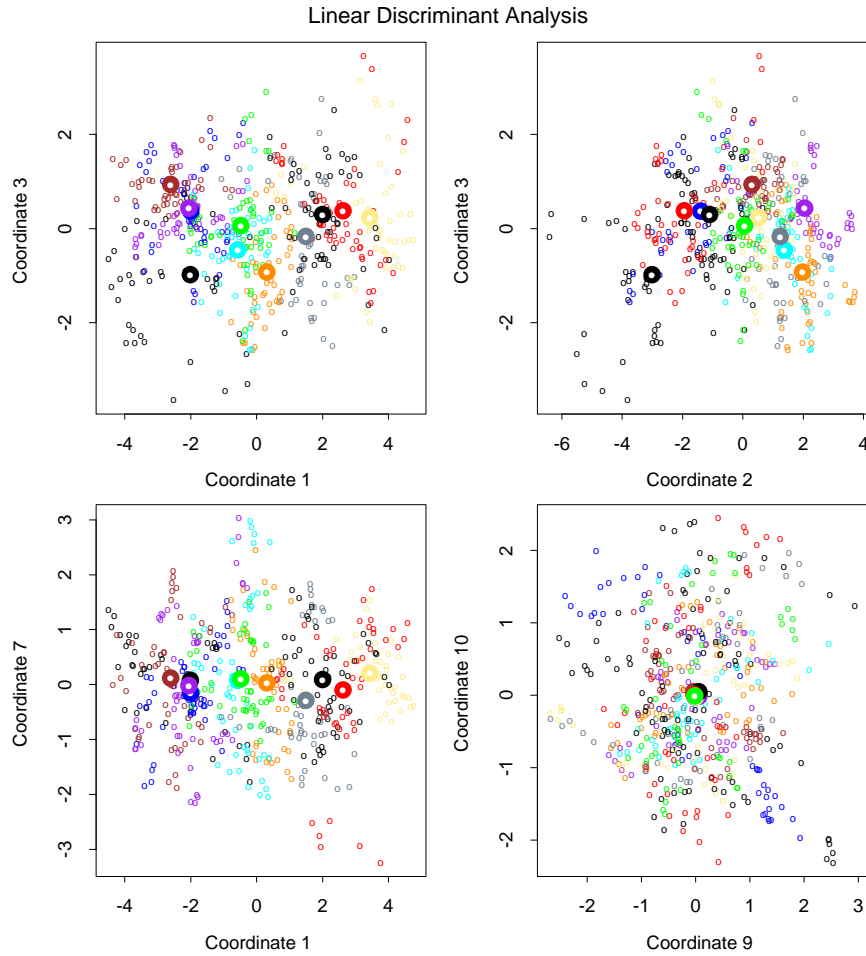 Linear Discriminant Analysis
Coordinate 3
2
0
-2
-4 -2 0 2 4
Coordinate 1
Coordinate 3
2
0
-2
-6 -4 -2 0 2 4
Coordinate 2
Coordinate 7
3
2
1
0
-1
-2
-3
-4 -2 0 2 4
Coordinate 1
Coordinate 10
2
1
0
-1
-2
-2 -1 0 1 2 3
Coordinate 9